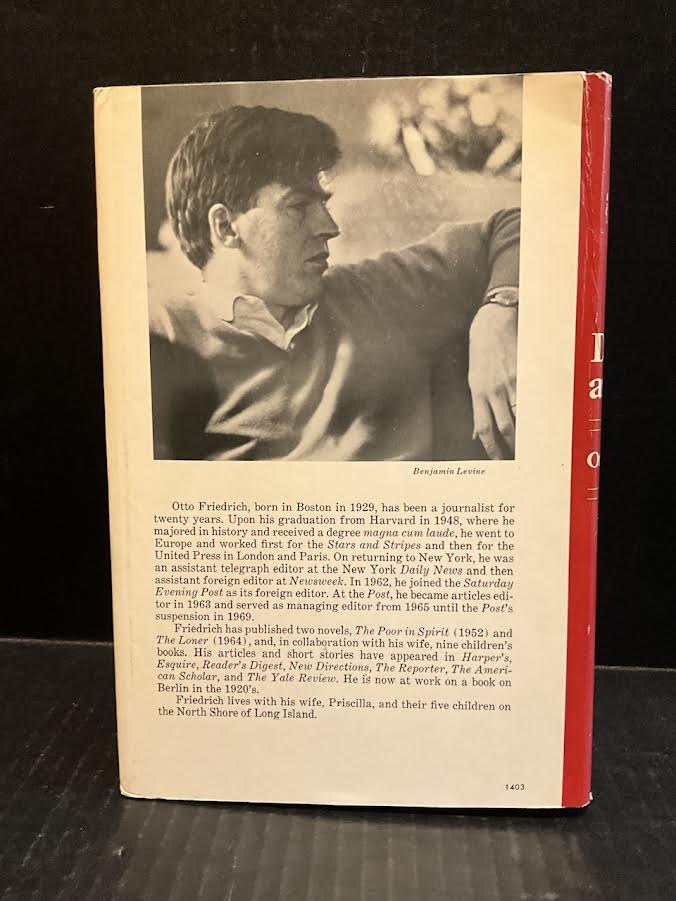 Benjamin Levine
Otto Friedrich, born in Boston in 1929, has been a journalist for
twenty years. Upon his graduation from Harvard in 1948, where he
majored in history and received a degree magna cum laude, he went to
Europe and worked first for the Stars and Stripes and then for the
United Press in London and Paris. On returning to New York, he was
an assistant telegraph editor at the New York Daily News and then
assistant foreign editor at Newsweek. In 1962, he joined the Saturday
Evening Post as its foreign editor. At the Post, he became articles edi-
tor in 1963 and served as managing editor from 1965 until the Post's
suspension in 1969.
Friedrich has published two novels, The Poor in Spirit (1952) and
The Loner (1964), and, in collaboration with his wife, nine children's
books. His articles and short stories have appeared in Harper's,
Esquire, Reader's Digest, New Directions, The Reporter, The Ameri-
can Scholar, and The Yale Review. He is now at work on a book on
Berlin in the 1920's.
Friedrich lives with his wife, Priscilla, and their five children on
the North Shore of Long Island.
1403